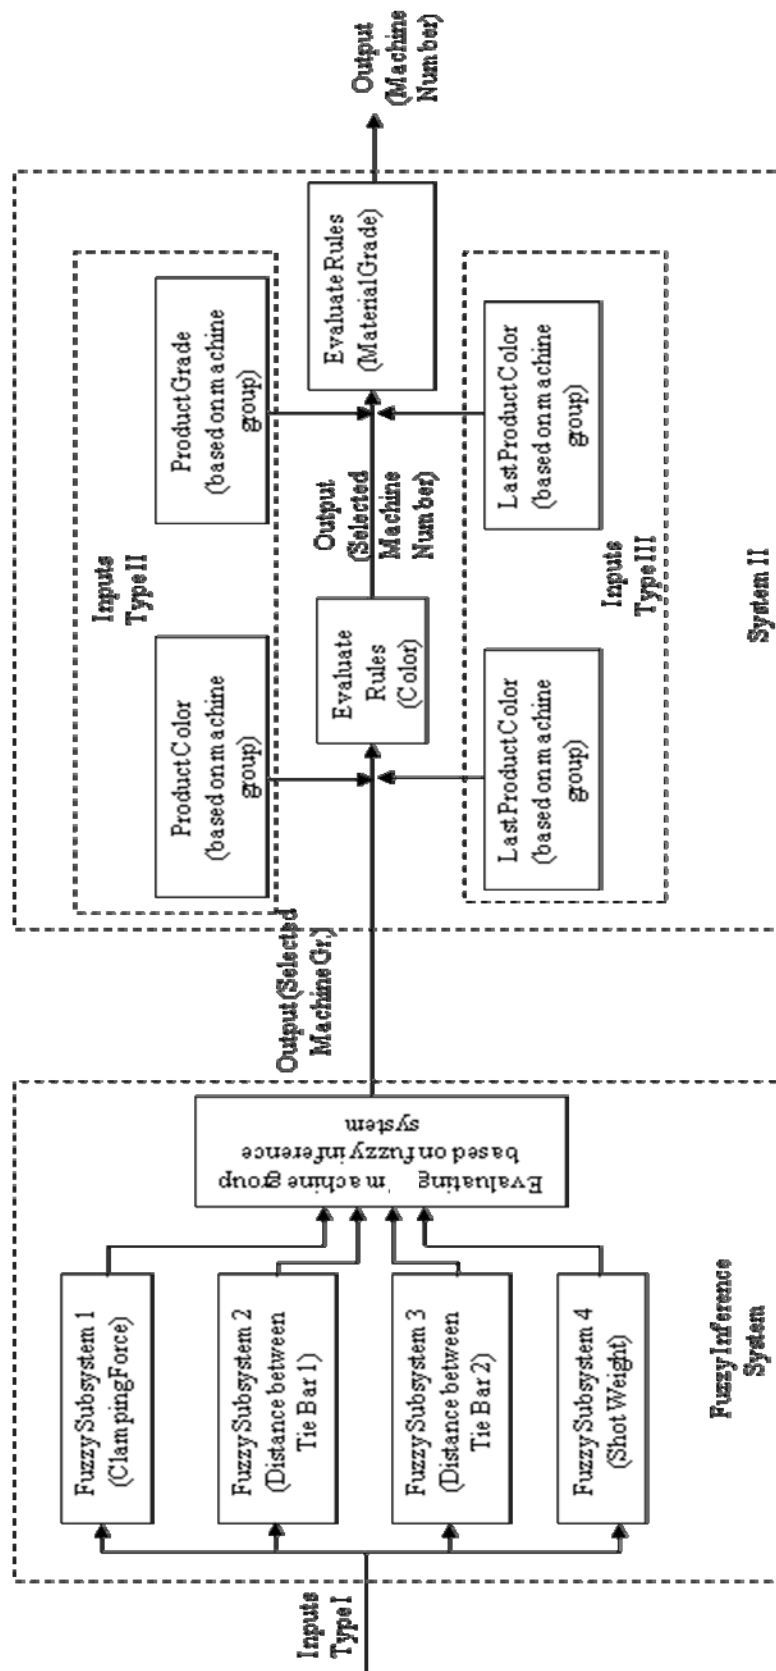 Inputs
Type I
Fuzzy Subsystem 1
(Clamping Force)
Fuzzy Subsystem 2
(Distance between
Tie Bar 1)
Fuzzy Subsystem 3
(Distance between
Tie Bar 2)
Fuzzy Subsystem 4
(Shot Weight)
Evaluating machine group
based on fuzzy inference
system
Fuzzy Inference
System
Output (Selected
Machine Gr.)
Inputs
Type II
Product Color
(based on machine
group)
Product Grade
(based on machine
group)
Evaluate
Rules
(Color)
Output
(Selected
Machine
Number)
Evaluate Rules
(Material Grade)
Last Product Color
(based on machine
group)
Last Product Color
(based on machine
group)
Inputs
Type III
System II
Output
(Machine
Number)